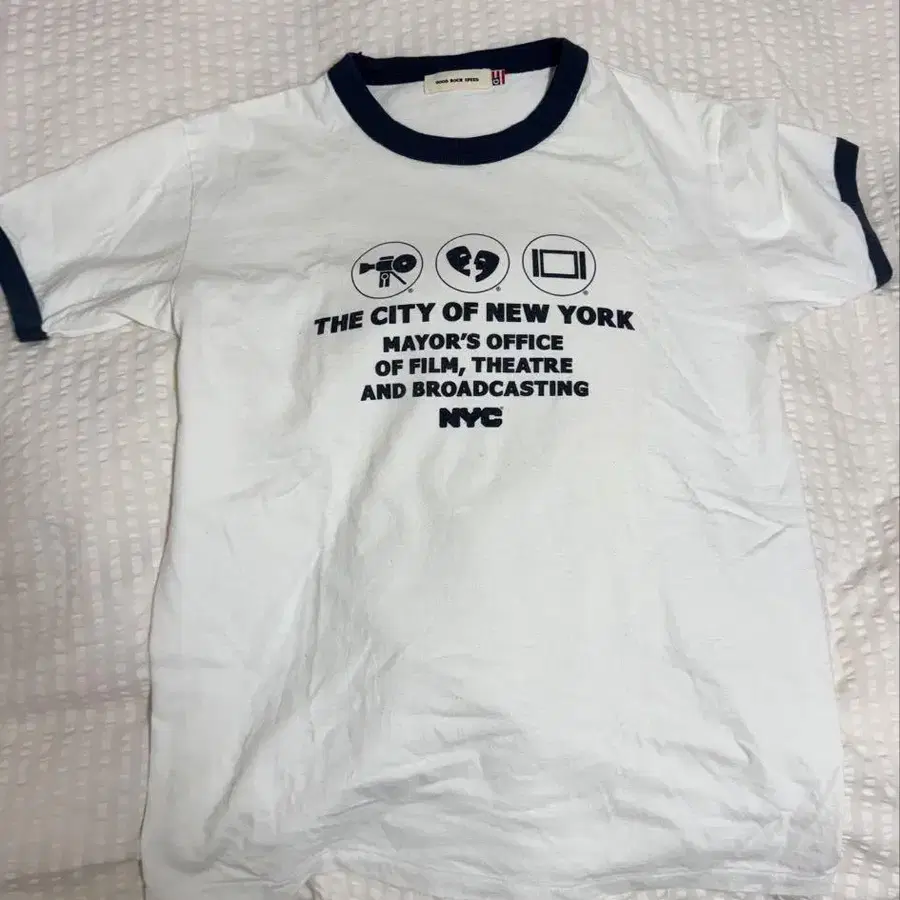 GOOD ROCK SPEED
THE CITY OF NEW YORK
MAYOR'S OFFICE
OF FILM, THEATRE
AND BROADCASTING
NYC